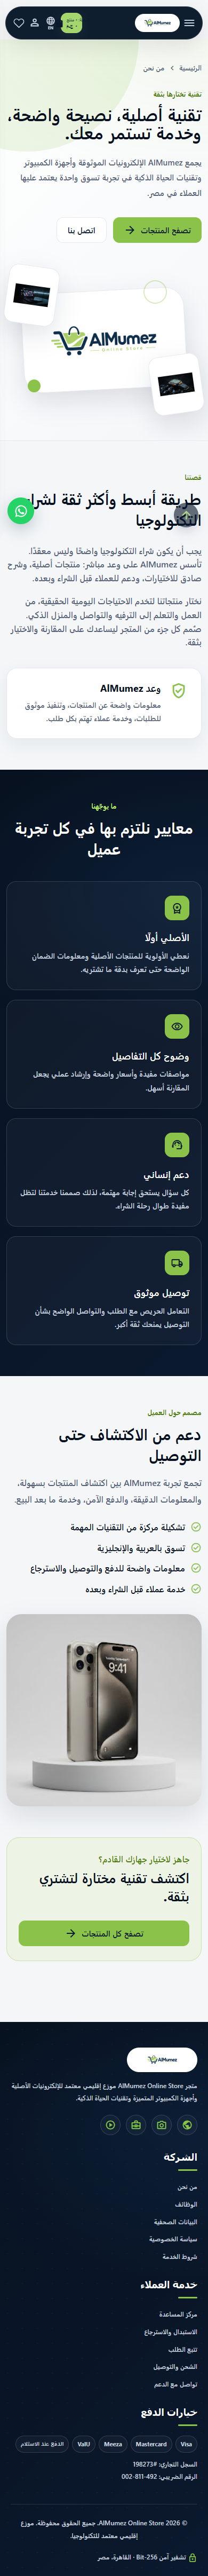 AlMumez
EN
الرئيسية
من نحن
تقنية تختارها بثقة
تقنية أصلية، نصيحة واضحة،
وخدمة تستمر معك.
يجمع AlMumez الإلكترونيات الموثوقة وأجهزة الكمبيوتر
وتقنيات الحياة الذكية في تجربة تسوق واحدة يعتمد عليها
العملاء في مصر.
تصفح المنتجات
اتصل بنا
AlMumez
Online Store
قصتنا
طريقة أبسط وأكثر ثقة لشراء
التكنولوجيا
يجب أن يكون شراء التكنولوجيا واضحًا وليس معقدًا.
تأسس AlMumez على وعد مباشر: منتجات أصلية، وشرح
صادق للاختيارات، ودعم للعملاء قبل الشراء وبعده.
نختار منتجاتنا لتخدم الاحتياجات اليومية الحقيقية، من
العمل والتعلم إلى الترفيه والتواصل والمنزل الذكي.
صُمم كل جزء من المتجر ليساعدك على المقارنة والاختيار
بثقة.
وعد AlMumez
معلومات واضحة عن المنتجات، وتنفيذ موثوق
للطلبات، وخدمة عملاء تهتم بكل طلب.
ما يوجّهنا
معايير نلتزم بها في كل تجربة
عميل
الأصلي أولًا
نعطي الأولوية للمنتجات الأصلية ومعلومات الضمان
الواضحة حتى تعرف بدقة ما تشتريه.
وضوح كل التفاصيل
مواصفات مفيدة وأسعار واضحة وإرشاد عملي يجعل
المقارنة أسهل.
دعم إنساني
كل سؤال يستحق إجابة مهتمة، لذلك صممنا خدمتنا لتظل
مفيدة طوال رحلة الشراء.
توصيل موثوق
التعامل الحريص مع الطلب والتواصل الواضح بشأن
التوصيل يمنحك ثقة أكبر.
مصمم حول العميل
دعم من الاكتشاف حتى
التوصيل
تجمع تجربة AlMumez بين اكتشاف المنتجات بسهولة،
والمعلومات الدقيقة، والدفع الآمن، وخدمة ما بعد البيع.
تشكيلة مركزة من التقنيات المهمة
تسوق بالعربية والإنجليزية
معلومات واضحة للدفع والتوصيل والاسترجاع
خدمة عملاء قبل الشراء وبعده
9:41
جاهز لاختيار جهازك القادم؟
اكتشف تقنية مختارة لتشتري
بثقة.
تصفح كل المنتجات
AlMumez
متجر AlMumez Online Store موزع إقليمي معتمد للإلكترونيات الأصلية
وأجهزة الكمبيوتر المتميزة وتقنيات الحياة الذكية.
الشركة
من نحن
الوظائف
البيانات الصحفية
سياسة الخصوصية
شروط الخدمة
خدمة العملاء
مركز المساعدة
الاستبدال والاسترجاع
تتبع الطلب
الشحن والتوصيل
تواصل مع الدعم
خيارات الدفع
Visa
Mastercard
Meeza
ValU
الدفع عند الاستلام
السجل التجاري: #198273
الرقم الضريبي: 492-811-002
© 2026 AlMumez Online Store. جميع الحقوق محفوظة. موزع
إقليمي معتمد للتكنولوجيا.
تشفير آمن 256-Bit · القاهرة، مصر